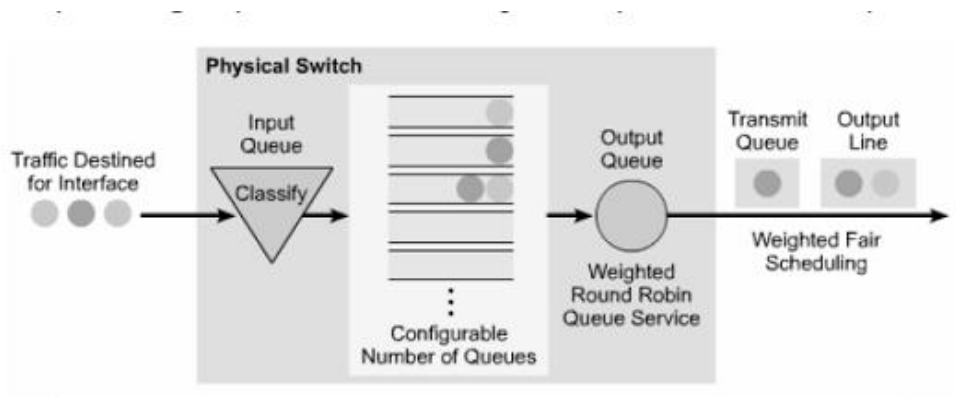 Physical Switch
Traffic Destined
for Interface
Input
Queue
Classify
Configurable
Number of Queues
Output
Queue
Weighted
Round Robin
Queue Service
Transmit
Queue
Output
Line
Weighted Fair
Scheduling